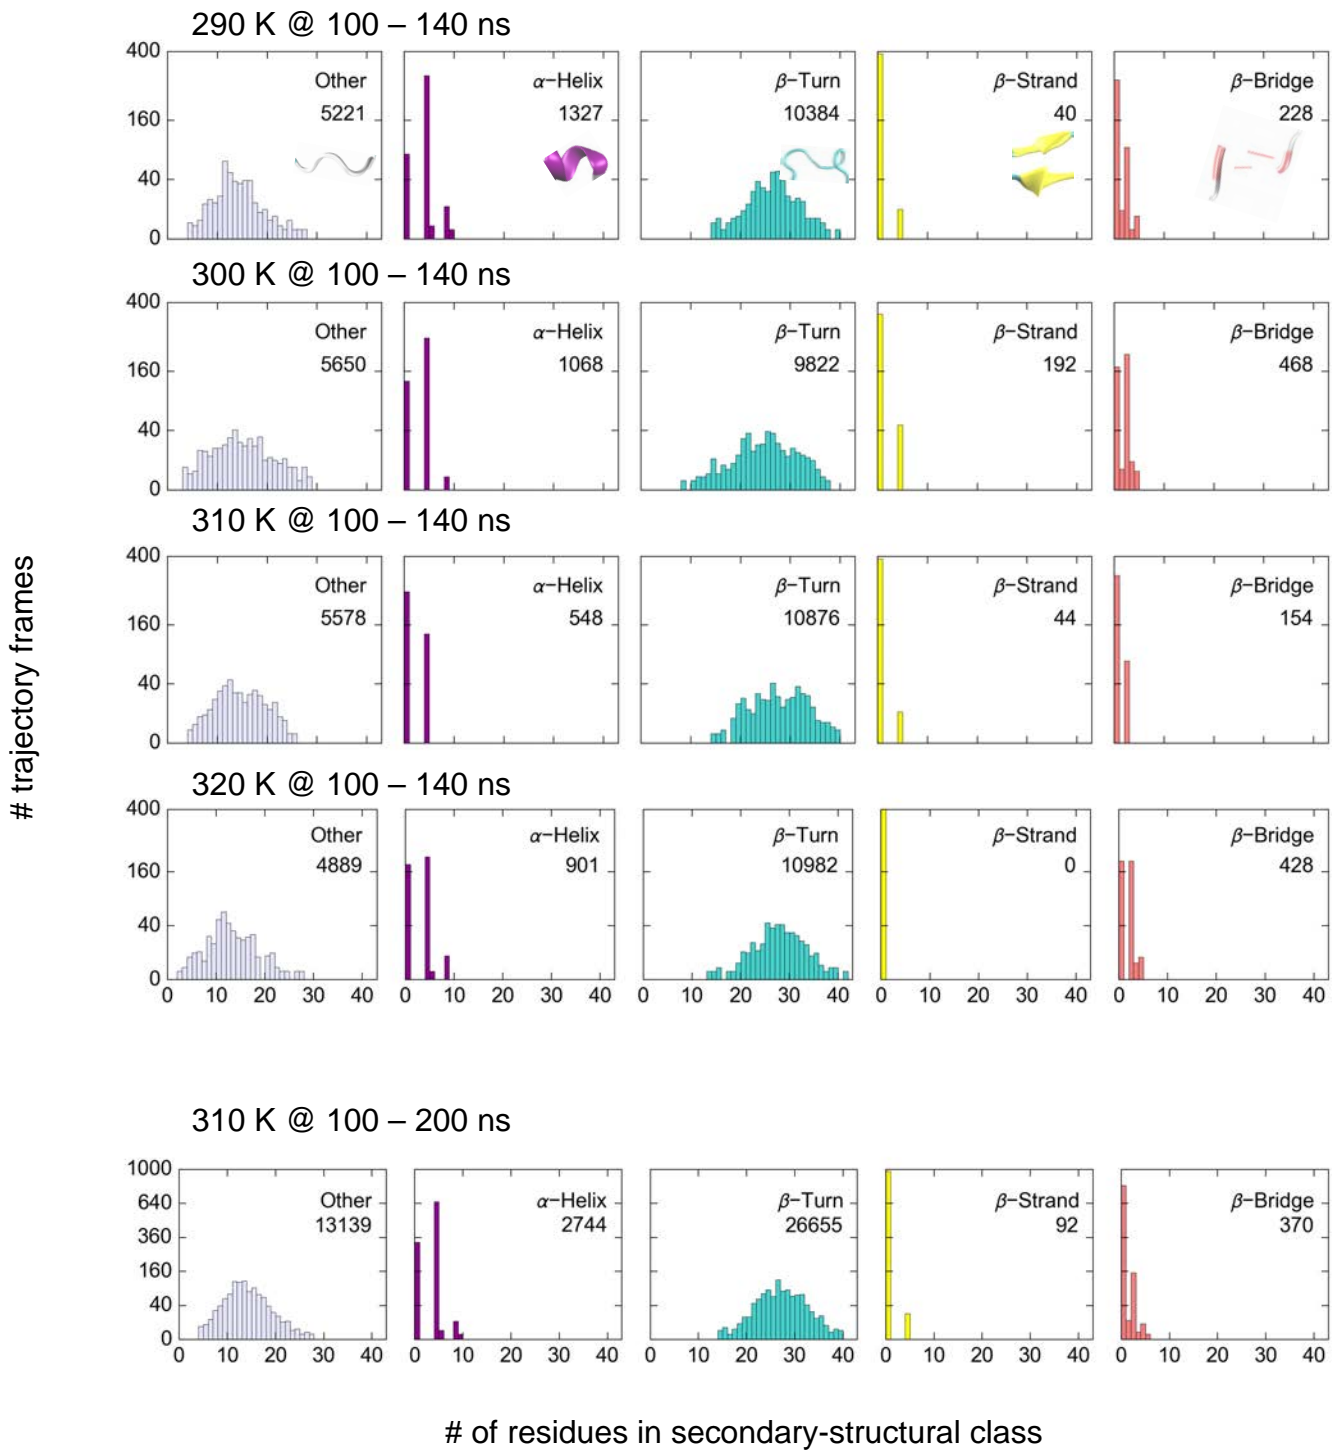 290 K @ 100 – 140 ns
400
160
40
0
Other
5221
α−Helix
1327
β−Turn
10384
β−Strand
40
β−Bridge
228
300 K @ 100 – 140 ns
400
160
40
0
Other
5650
α−Helix
1068
β−Turn
9822
β−Strand
192
β−Bridge
468
310 K @ 100 – 140 ns
400
160
40
0
Other
5578
α−Helix
548
β−Turn
10876
β−Strand
44
β−Bridge
154
# trajectory frames
320 K @ 100 – 140 ns
400
160
40
0
Other
4889
α−Helix
901
β−Turn
10982
β−Strand
0
β−Bridge
428
0 10 20 30 40
0 10 20 30 40
0 10 20 30 40
0 10 20 30 40
0 10 20 30 40
310 K @ 100 – 200 ns
1000
640
360
160
40
0
Other
13139
α−Helix
2744
β−Turn
26655
β−Strand
92
β−Bridge
370
0 10 20 30 40
0 10 20 30 40
0 10 20 30 40
0 10 20 30 40
0 10 20 30 40
# of residues in secondary-structural class